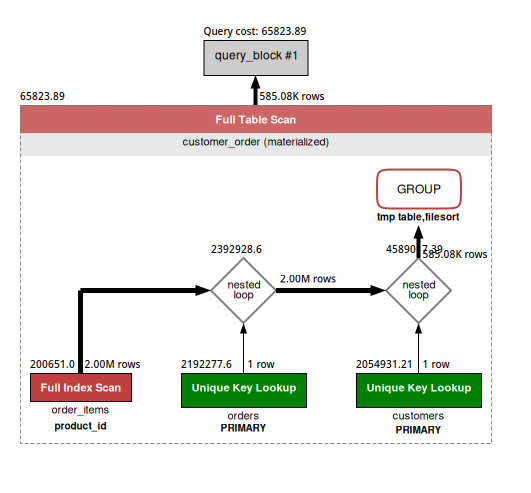 Query cost: 65823.89
query_block #1
65823.89
585.08K rows
Full Table Scan
customer_order (materialized)
GROUP
tmp table,filesort
2392928.6
585.08K rows
nested
loop
2.00M rows
nested
loop
200651.0
2.00M rows
2192277.6
1 row
2054931.21
1 row
Full Index Scan
Unique Key Lookup
Unique Key Lookup
order_items
orders
customers
product_id
PRIMARY
PRIMARY